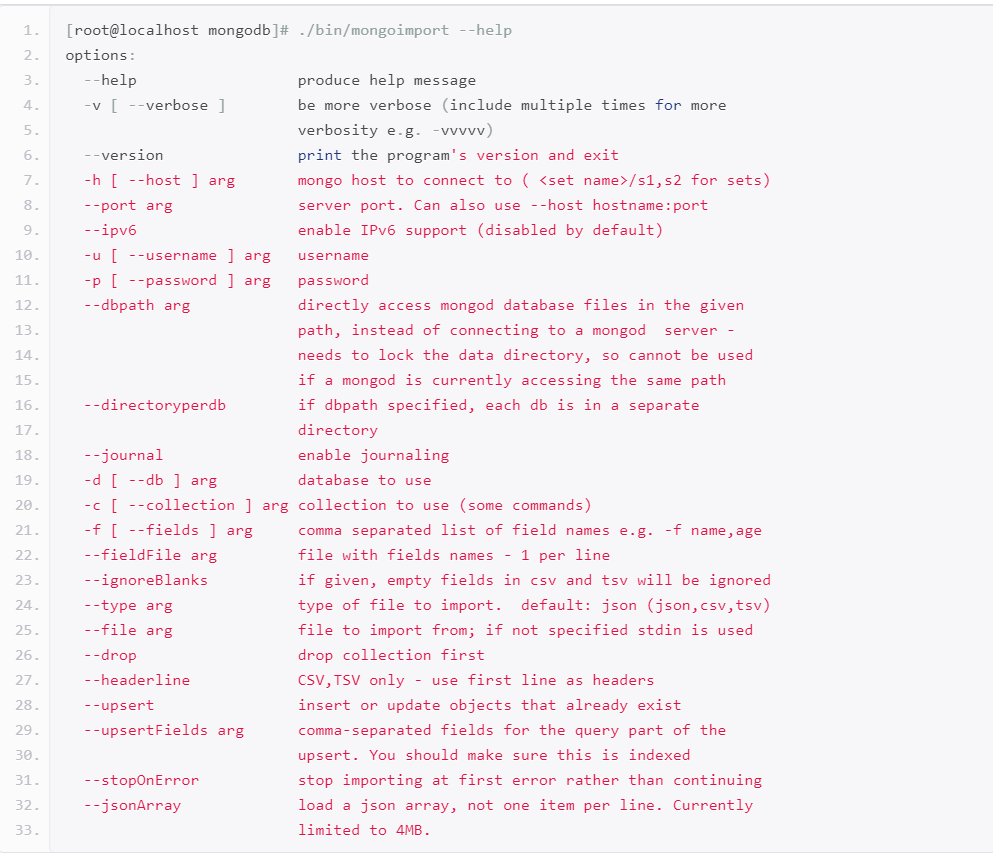 1. [root@localhost mongodb]# ./bin/mongoimport --help
2. options:
3.   --help                  produce help message
4.   -v [ --verbose ]        be more verbose (include multiple times for more
5.                           verbosity e.g. -vvvvv)
6.   --version               print the program's version and exit
7.   -h [ --host ] arg       mongo host to connect to ( <set name>/s1,s2 for sets)
8.   --port arg              server port. Can also use --host hostname:port
9.   --ipv6                  enable IPv6 support (disabled by default)
10.   -u [ --username ] arg   username
11.   -p [ --password ] arg   password
12.   --dbpath arg            directly access mongod database files in the given
13.                           path, instead of connecting to a mongod  server -
14.                           needs to lock the data directory, so cannot be used
15.                           if a mongod is currently accessing the same path
16.   --directoryperdb        if dbpath specified, each db is in a separate
17.                           directory
18.   --journal               enable journaling
19.   -d [ --db ] arg         database to use
20.   -c [ --collection ] arg collection to use (some commands)
21.   -f [ --fields ] arg     comma separated list of field names e.g. -f name,age
22.   --fieldFile arg         file with fields names - 1 per line
23.   --ignoreBlanks          if given, empty fields in csv and tsv will be ignored
24.   --type arg              type of file to import.  default: json (json,csv,tsv)
25.   --file arg              file to import from; if not specified stdin is used
26.   --drop                  drop collection first
27.   --headerline            CSV,TSV only - use first line as headers
28.   --upsert                insert or update objects that already exist
29.   --upsertFields arg      comma-separated fields for the query part of the
30.                           upsert. You should make sure this is indexed
31.   --stopOnError           stop importing at first error rather than continuing
32.   --jsonArray             load a json array, not one item per line. Currently
33.                           limited to 4MB.